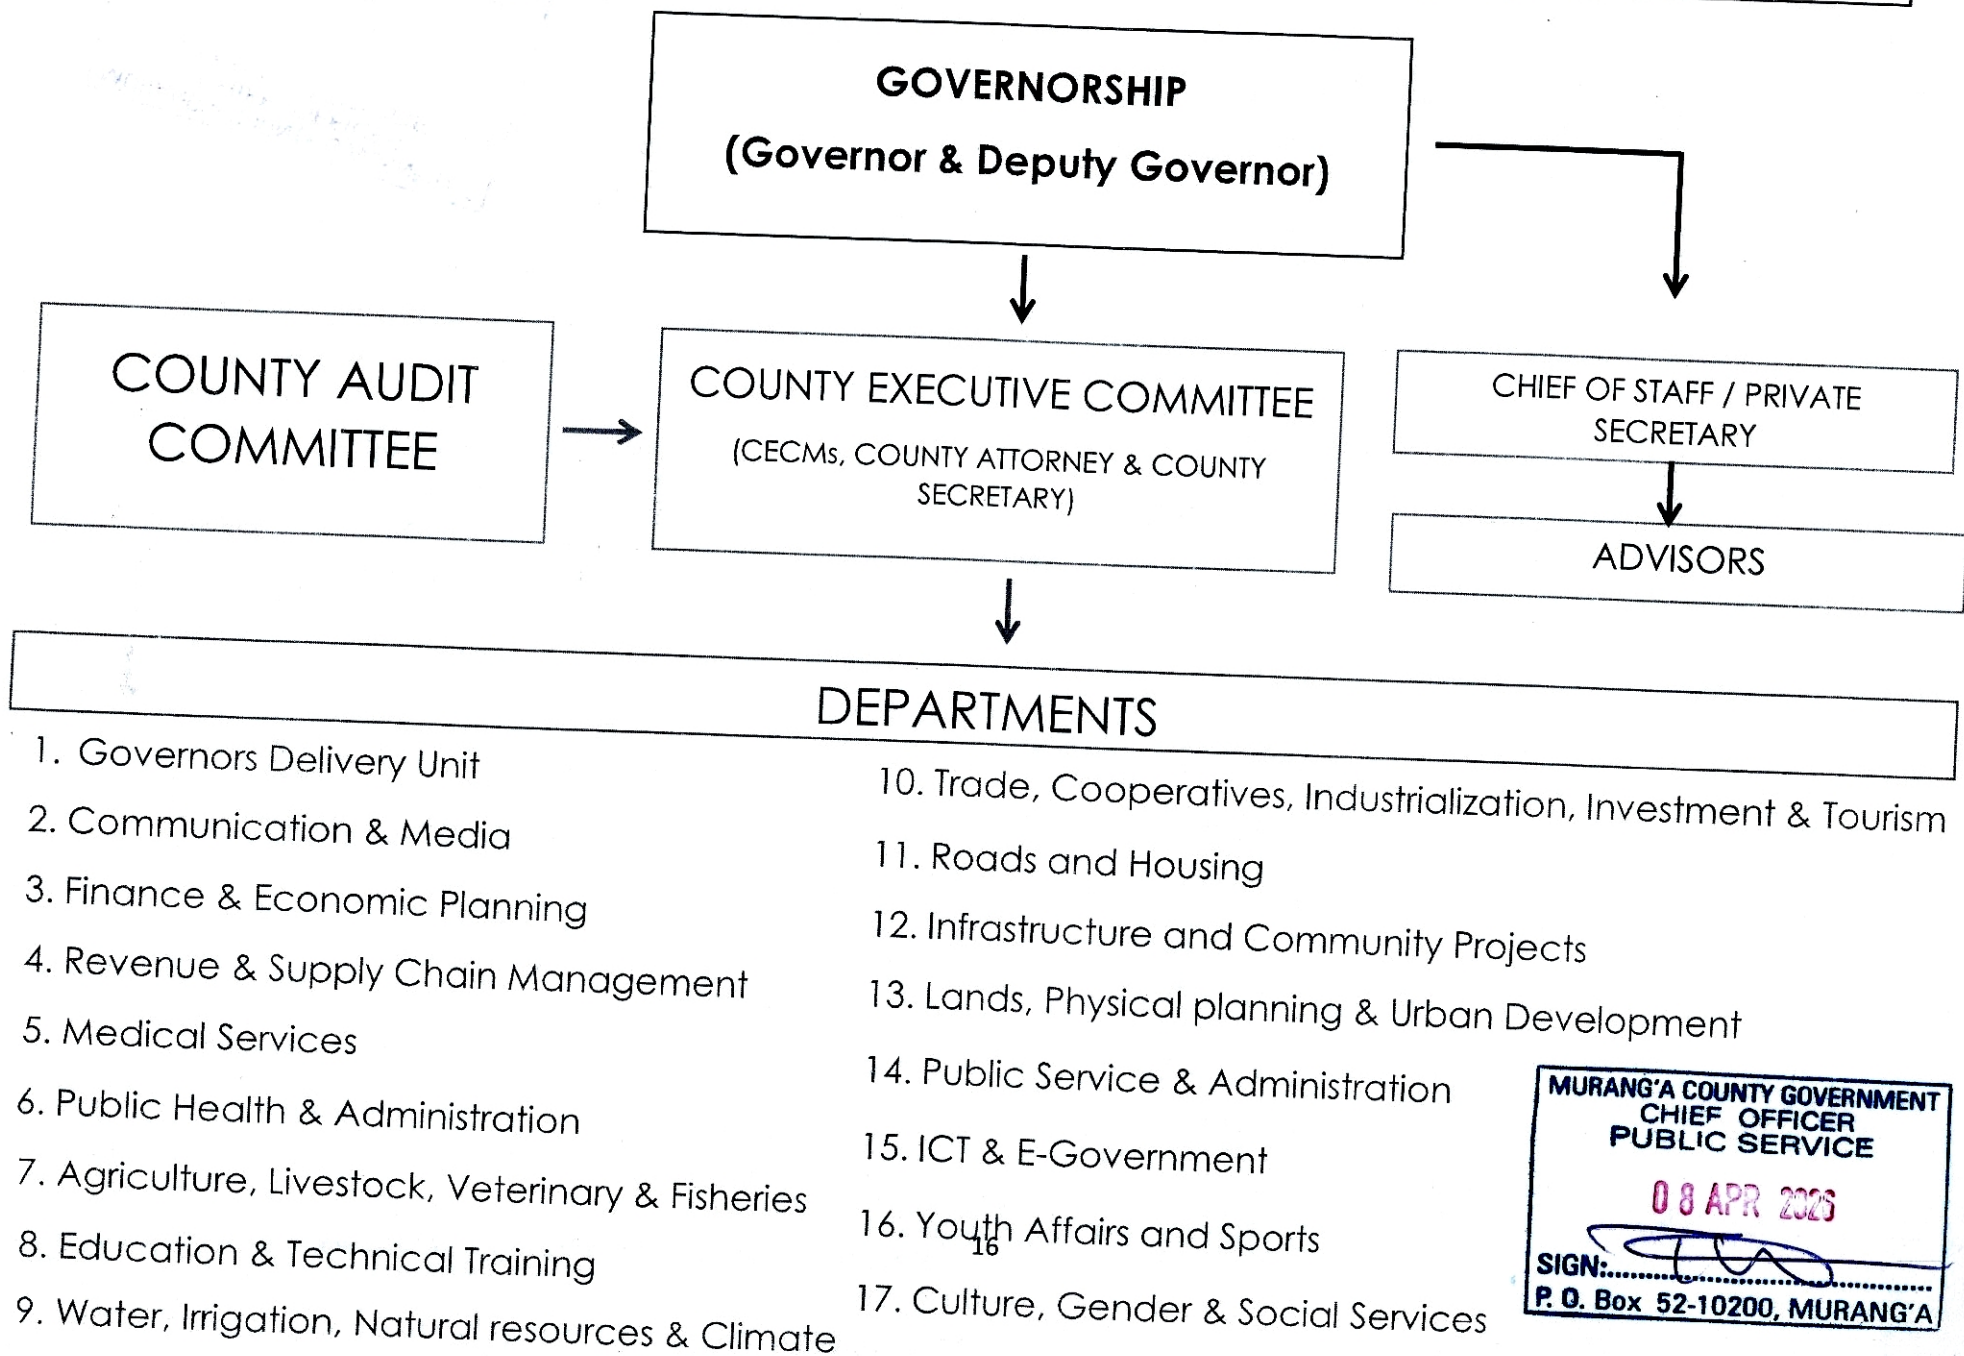 GOVERNORSHIP
(Governor & Deputy Governor)
COUNTY AUDIT
COMMITTEE
COUNTY EXECUTIVE COMMITTEE
(CECMs, COUNTY ATTORNEY & COUNTY
SECRETARY)
CHIEF OF STAFF / PRIVATE
SECRETARY
ADVISORS
DEPARTMENTS
1. Governors Delivery Unit
2. Communication & Media
3. Finance & Economic Planning
4. Revenue & Supply Chain Management
5. Medical Services
6. Public Health & Administration
7. Agriculture, Livestock, Veterinary & Fisheries
8. Education & Technical Training
9. Water, Irrigation, Natural resources & Climate
10. Trade, Cooperatives, Industrialization, Investment & Tourism
11. Roads and Housing
12. Infrastructure and Community Projects
13. Lands, Physical planning & Urban Development
14. Public Service & Administration
15. ICT & E-Government
16. Youth Affairs and Sports
16
17. Culture, Gender & Social Services
MURANG'A COUNTY GOVERNMENT
CHIEF OFFICER
PUBLIC SERVICE
08 APR 2026
SIGN:
P. O. Box 52-10200, MURANG'A